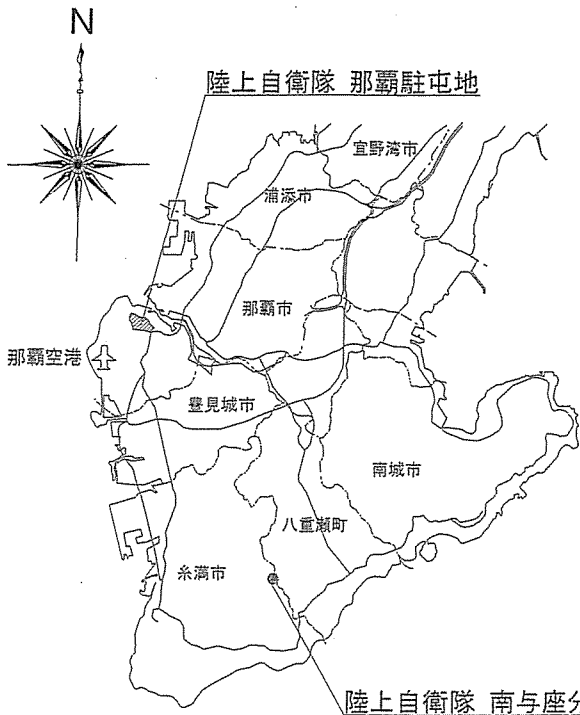 N
陸上自衛隊 那覇駐屯地
宜野湾市
浦添市
那覇市
那覇空港
豊見城市
南城市
八重瀬町
糸満市
陸上自衛隊 南与座分